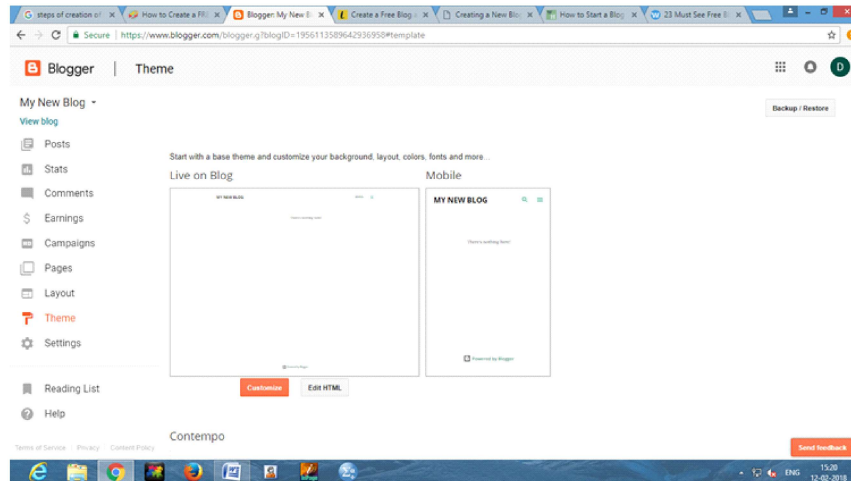 steps of creation of
How to Create a FRE
Blogger: My New B
Create a Free Blog
Creating a New Blo
How to Start a Blog
23 Must See Free B
Secure https://www.blogger.com/blogger.g?blogID=1956113589642936958#template
Blogger Theme
D
My New Blog
Backup / Restore
View blog
Posts
Stats
Comments
Earnings
Campaigns
Pages
Layout
Theme
Settings
Reading List
Help
Terms of Service Privacy Content Policy
Start with a base theme and customize your background, layout, colors, fonts and more...
Live on Blog Mobile
MY NEW BLOG
MY NEW BLOG
There's nothing here!
Powered by Blogger
Customize Edit HTML
Contempo
Send feedback
ENG 15:20
12-02-2018